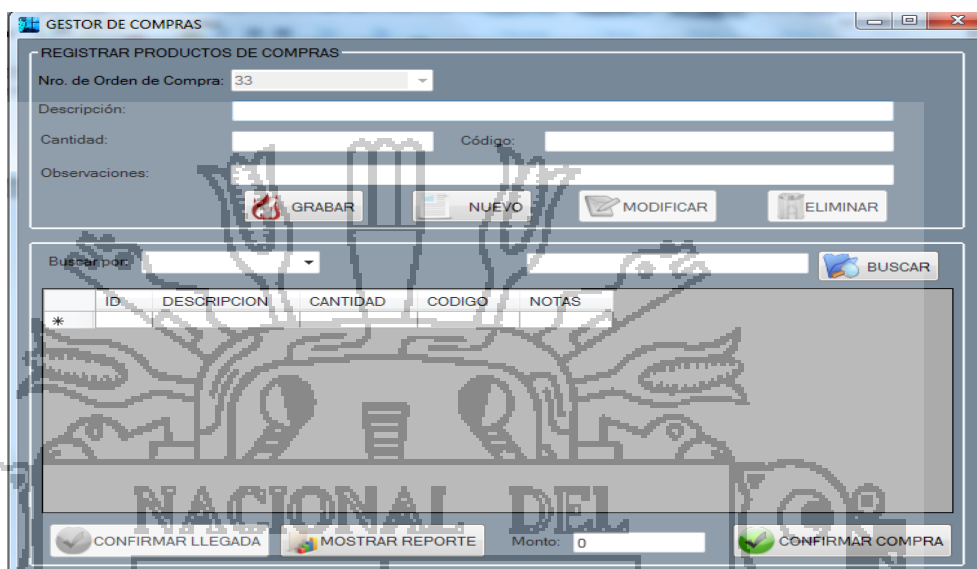 GESTOR DE COMPRAS
REGISTRAR PRODUCTOS DE COMPRAS
Nro. de Orden de Compra: 33
Descripción:
Cantidad: Código:
Observaciones:
GRABAR NUEVO MODIFICAR ELIMINAR
Buscar por: BUSCAR
ID DESCRIPCION CANTIDAD CODIGO NOTAS
*
NACIONAL DEL
CONFIRMAR LLEGADA MOSTRAR REPORTE Monto: 0 CONFIRMAR COMPRA